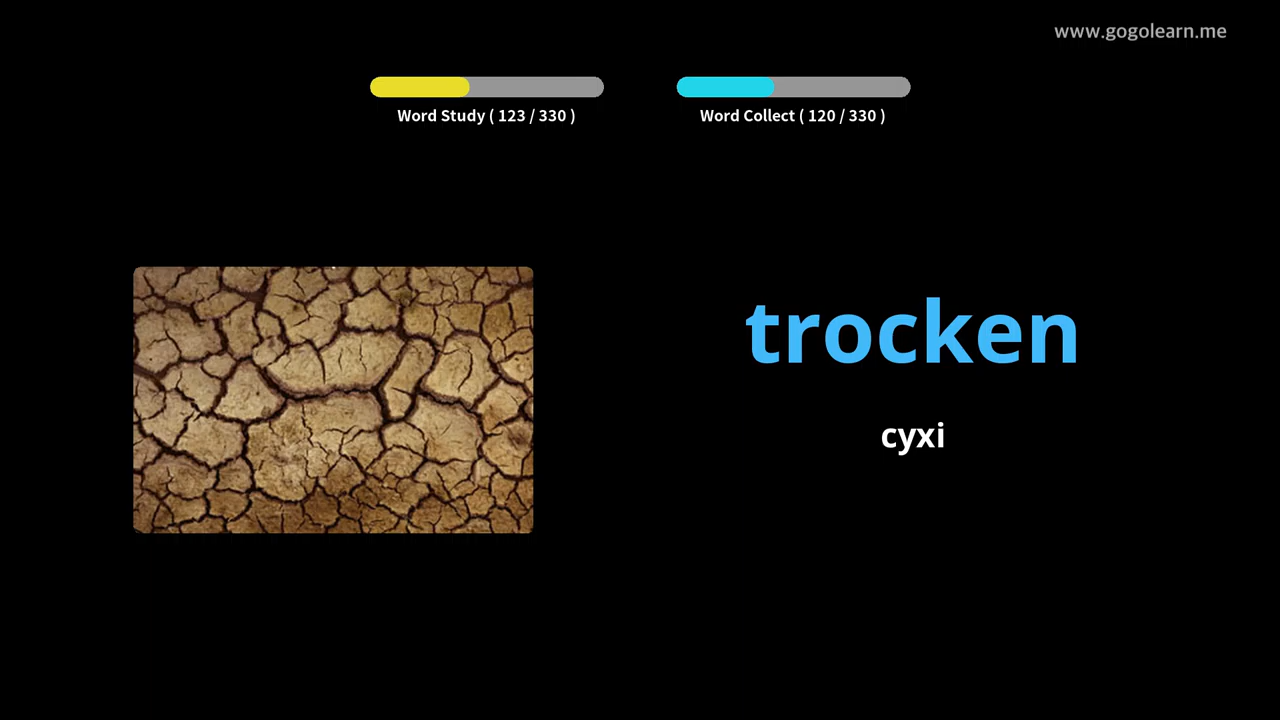 www.gogolearn.me
Word Study ( 123 / 330 )
Word Collect ( 120 / 330 )
trocken
сухі